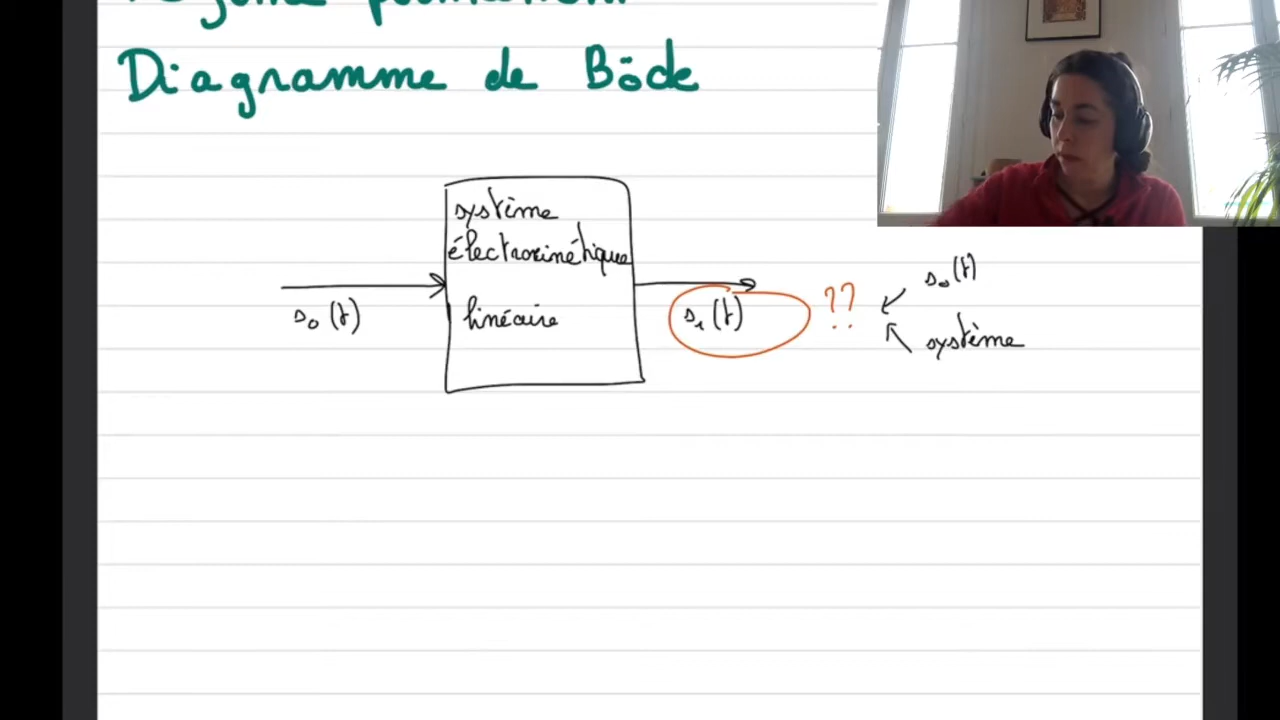 Diagramme de Böde
système
électrocinétique
linéaire
s₀(t)
s₁(t)
??
s₀(t)
système